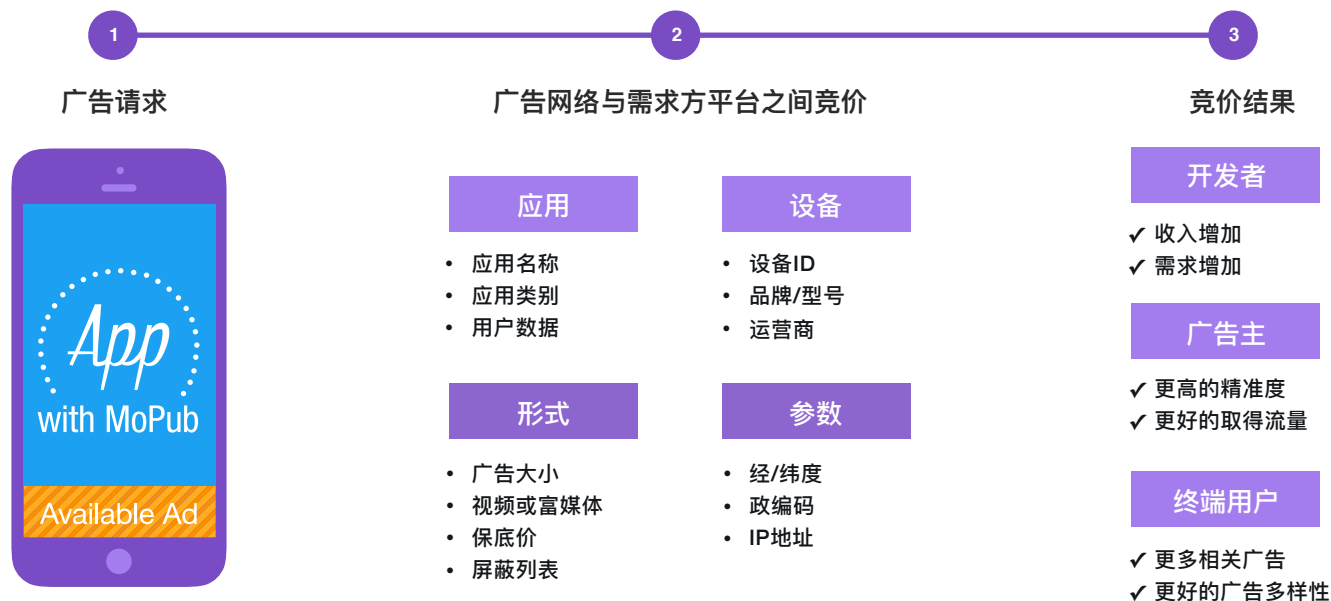 1
2
3
广告请求
广告网络与需求方平台之间竞价
竞价结果
App
with MoPub
Available Ad
应用
• 应用名称
• 应用类别
• 用户数据
设备
• 设备ID
• 品牌/型号
• 运营商
形式
• 广告大小
• 视频或富媒体
• 保底价
• 屏蔽列表
参数
• 经/纬度
• 政编码
• IP地址
开发者
✓ 收入增加
✓ 需求增加
广告主
✓ 更高的精准度
✓ 更好的取得流量
终端用户
✓ 更多相关广告
✓ 更好的广告多样性